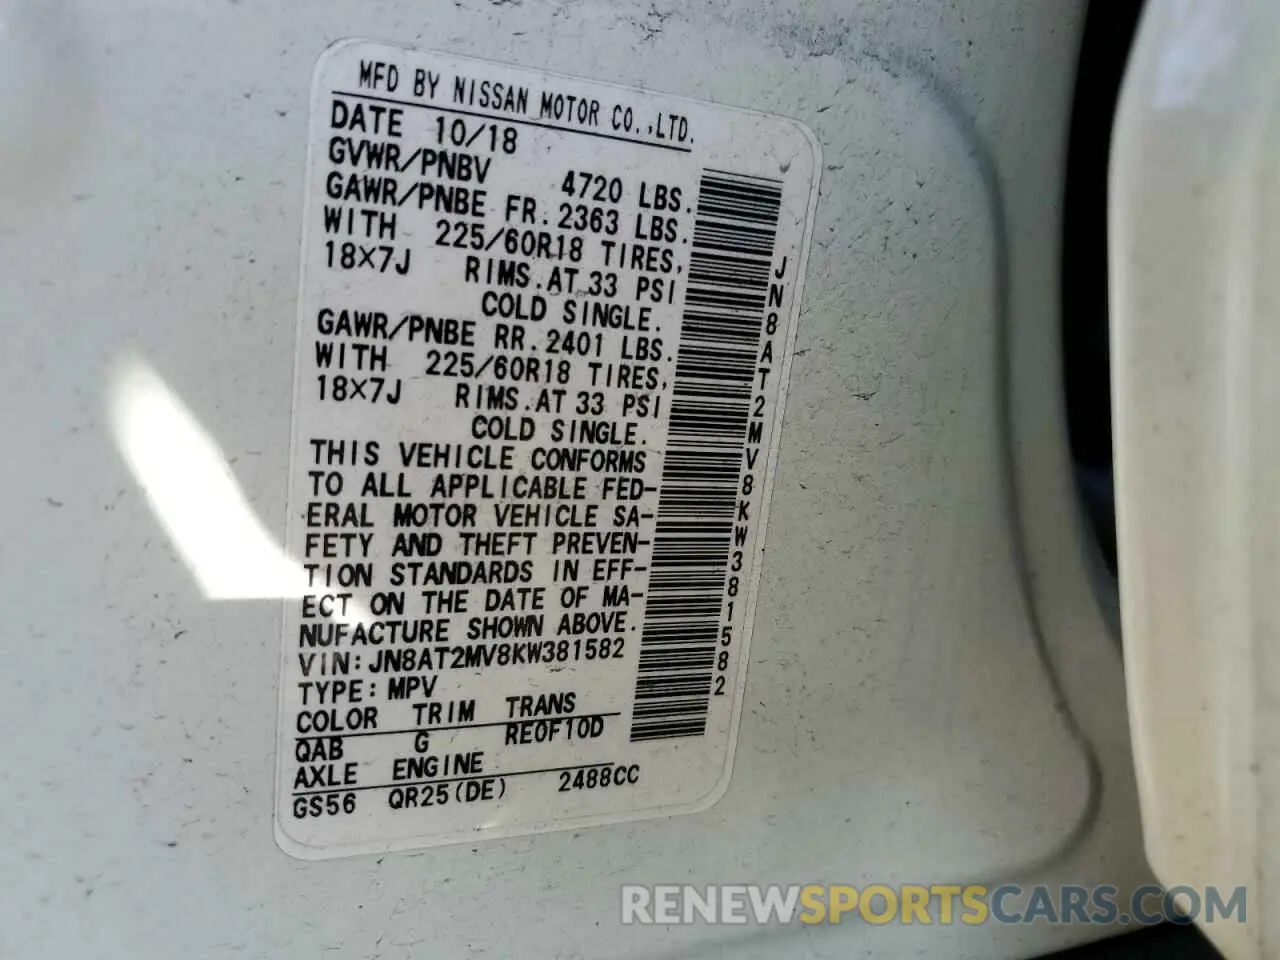 MFD BY NISSAN MOTOR CO.,LTD.
DATE 10/18
GVWR/PNBV 4720 LBS.
GAWR/PNBE FR. 2363 LBS.
WITH 225/60R18 TIRES,
18X7J RIMS.AT 33 PSI
COLD SINGLE.
GAWR/PNBE RR. 2401 LBS.
WITH 225/60R18 TIRES,
18X7J RIMS.AT 33 PSI
COLD SINGLE.
THIS VEHICLE CONFORMS
TO ALL APPLICABLE FED-
ERAL MOTOR VEHICLE SA-
FETY AND THEFT PREVEN-
TION STANDARDS IN EFF-
ECT ON THE DATE OF MA-
NUFACTURE SHOWN ABOVE.
VIN:JN8AT2MV8KW381582
TYPE:MPV
COLOR TRIM TRANS
QAB G RE0F10D
AXLE ENGINE
GS56 QR25(DE) 2488CC
JN8AT2MV8KW381582
RENEWSPORTSCARS.COM